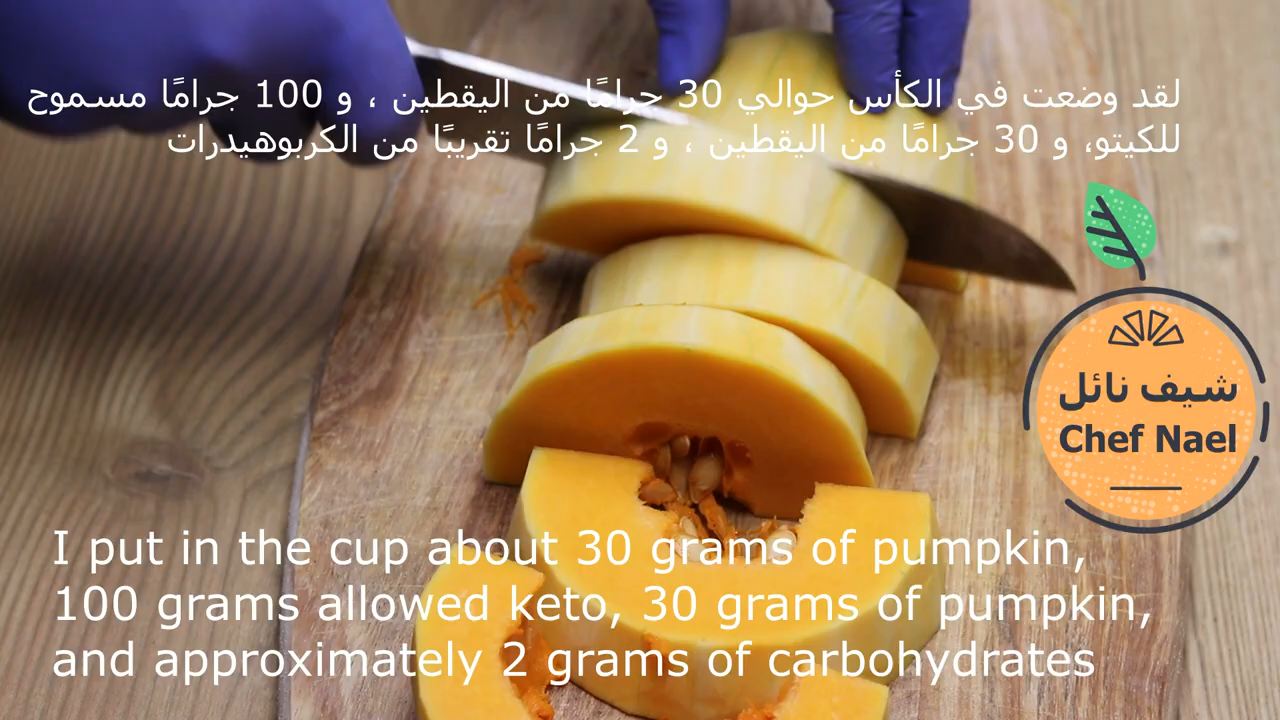 لقد وضعت في الكأس حوالي 30 جرامًا من اليقطين ، و 100 جرامًا مسموح
للكيتو، و 30 جرامًا من اليقطين ، و 2 جرامًا تقريبًا من الكربوهيدرات
شيف نائل
Chef Nael
I put in the cup about 30 grams of pumpkin,
100 grams allowed keto, 30 grams of pumpkin,
and approximately 2 grams of carbohydrates